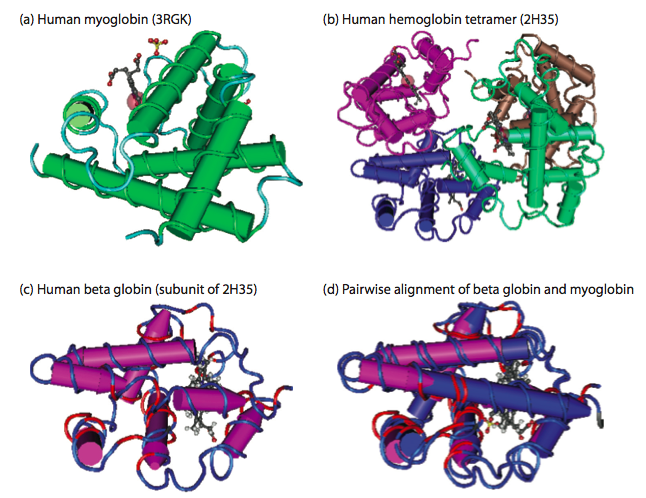 (a) Human myoglobin (3RGK)
(b) Human hemoglobin tetramer (2H35)
(c) Human beta globin (subunit of 2H35)
(d) Pairwise alignment of beta globin and myoglobin